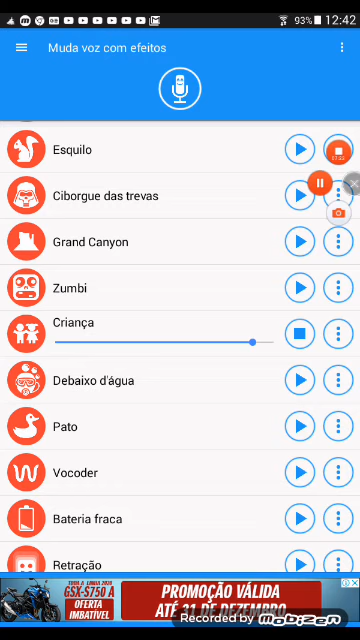 93% 12:42
Muda voz com efeitos
Esquilo
Ciborgue das trevas
Grand Canyon
Zumbi
Criança
Debaixo d'água
Pato
Vocoder
Bateria fraca
Retração
GSX-S750 A
OFERTA
IMBATÍVEL
PROMOÇÃO VÁLIDA
ATÉ 31 DE DEZEMBRO
Recorded by MOBIZEN